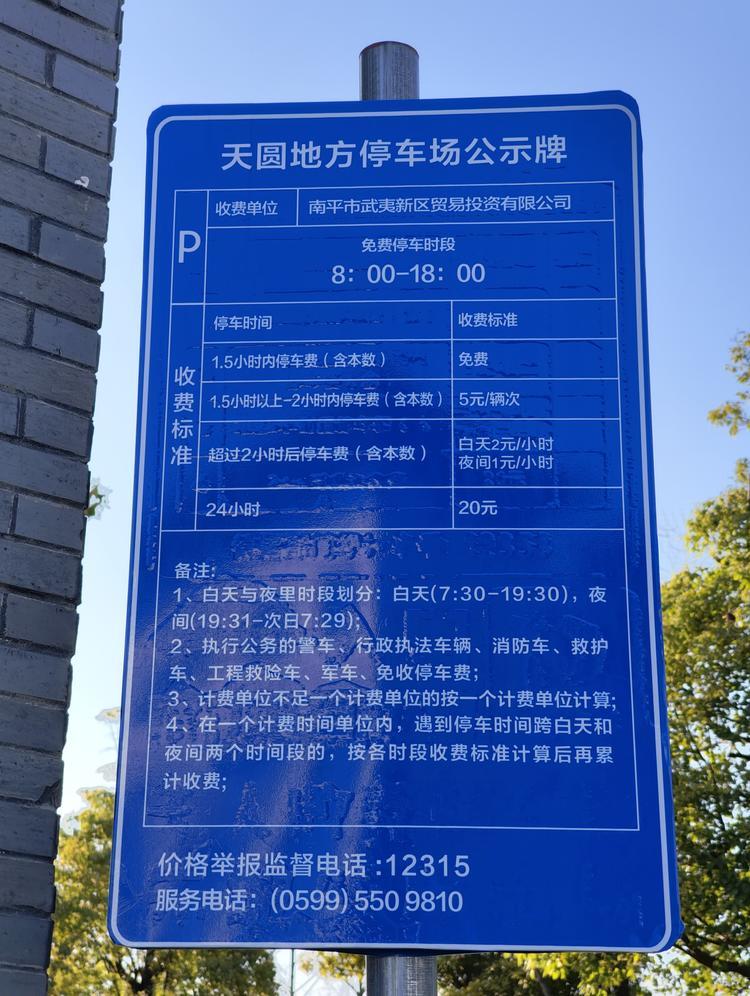 天圆地方停车场公示牌
P
收费单位 南平市武夷新区贸易投资有限公司
免费停车时段
8：00-18：00
收费标准
停车时间 收费标准
1.5小时内停车费（含本数） 免费
1.5小时以上-2小时内停车费（含本数） 5元/辆次
超过2小时后停车费（含本数） 白天2元/小时
夜间1元/小时
24小时 20元
备注:
1、白天与夜里时段划分：白天(7:30-19:30)，夜
间(19:31-次日7:29);
2、执行公务的警车、行政执法车辆、消防车、救护
车、工程救险车、军车、免收停车费;
3、计费单位不足一个计费单位的按一个计费单位计算;
4、在一个计费时间单位内，遇到停车时间跨白天和
夜间两个时间段的，按各时段收费标准计算后再累
计收费;
价格举报监督电话:12315
服务电话：(0599) 550 9810